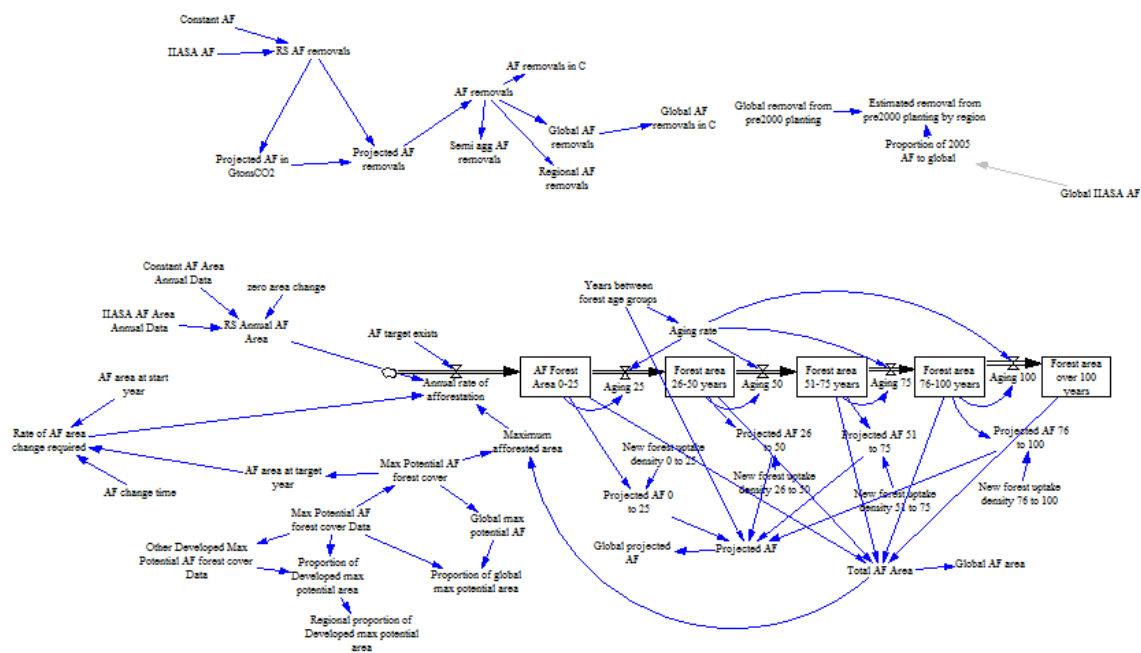 Constant AF
IIASA AF
RS AF removals
AF removals in C
AF removals
Global AF
removals in C
Global removal from
pre2000 planting
Estimated removal from
pre2000 planting by region
Projected AF in
GtonsCO2
Projected AF
removals
Semi agg AF
removals
Global AF
removals
Regional AF
removals
Proportion of 2005
AF to global
Global IIASA AF
Constant AF Area
Annual Data
zero area change
IIASA AF Area
Annual Data
RS Annual AF
Area
Years between
forest age groups
Aging rate
AF target exists
Annual rate of
afforestation
AF Forest
Area 0-25
Aging 25
Forest area
26-50 years
Aging 50
Forest area
51-75 years
Aging 75
Forest area
76-100 years
Aging 100
Forest area
over 100
years
AF area at start
year
Rate of AF area
change required
AF change time
AF area at target
year
Max Potential AF
forest cover
Maximum
afforested area
New forest uptake
density 0 to 25
Projected AF 26
to 50
Projected AF 51
to 75
Projected AF 76
to 100
New forest uptake
density 26 to 50
New forest uptake
density 51 to 75
New forest uptake
density 76 to 100
Projected AF 0
to 25
Max Potential AF
forest cover Data
Global max
potential AF
Other Developed Max
Potential AF forest cover
Data
Proportion of
Developed max
potential area
Proportion of global
max potential area
Global projected
AF
Projected AF
Total AF Area
Global AF area
Regional proportion of
Developed max potential
area